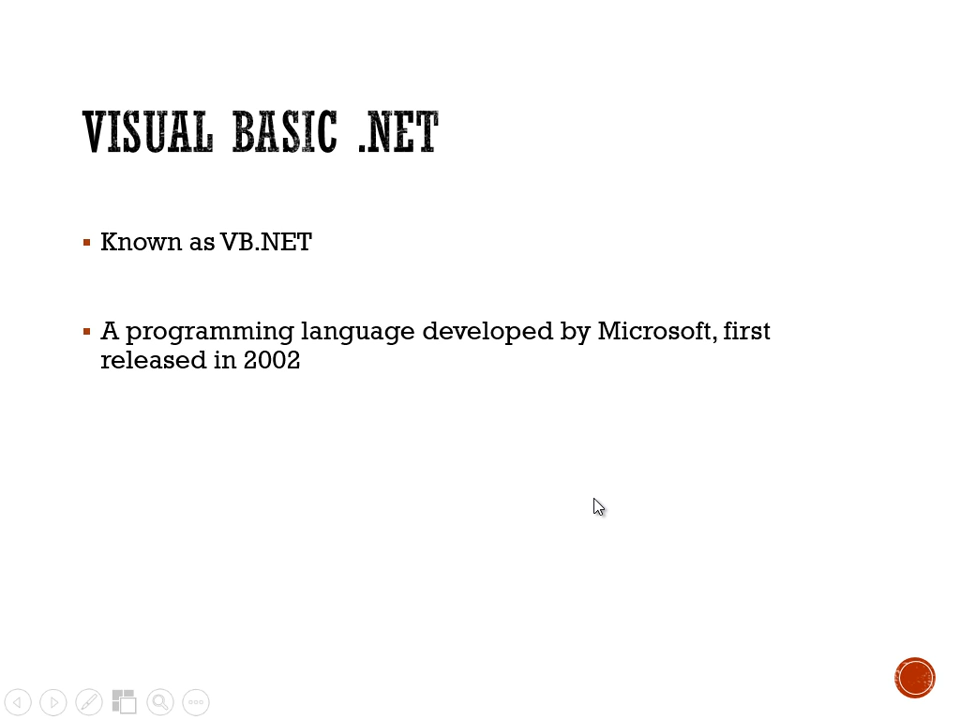 VISUAL BASIC .NET
Known as VB.NET
A programming language developed by Microsoft, first
released in 2002